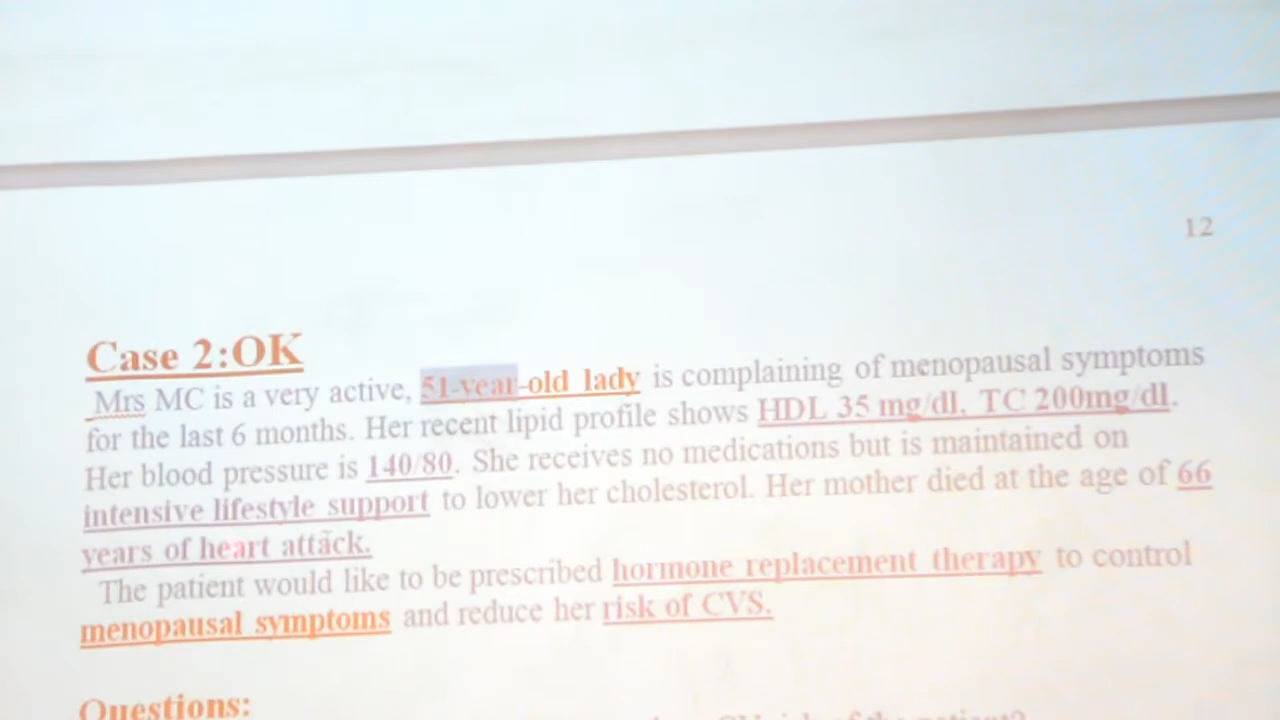 12
Case 2:OK
Mrs MC is a very active, 51-year-old lady is complaining of menopausal symptoms
for the last 6 months. Her recent lipid profile shows HDL 35 mg/dl, TC 200mg/dl.
Her blood pressure is 140/80. She receives no medications but is maintained on
intensive lifestyle support to lower her cholesterol. Her mother died at the age of 66
years of heart attack.
The patient would like to be prescribed hormone replacement therapy to control
menopausal symptoms and reduce her risk of CVS.
Questions:
risk of the patient?